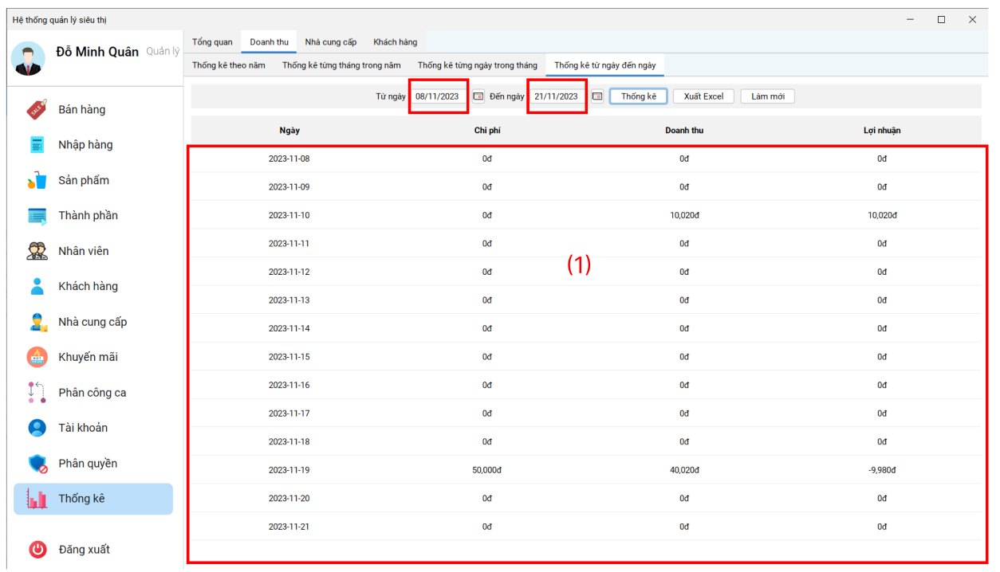 Hệ thống quản lý siêu thị
Đỗ Minh Quân Quản lý
Bán hàng
Nhập hàng
Sản phẩm
Thành phần
Nhân viên
Khách hàng
Nhà cung cấp
Khuyến mãi
Phân công ca
Tài khoản
Phân quyền
Thống kê
Đăng xuất
Tổng quan Doanh thu Nhà cung cấp Khách hàng
Thống kê theo năm Thống kê từng tháng trong năm Thống kê từng ngày trong tháng Thống kê từ ngày đến ngày
Từ ngày 08/11/2023 Đến ngày 21/11/2023 Thống kê Xuất Excel Làm mới
Ngày Chi phí Doanh thu Lợi nhuận
2023-11-08 0đ 0đ 0đ
2023-11-09 0đ 0đ 0đ
2023-11-10 0đ 10,020đ 10,020đ
2023-11-11 0đ 0đ 0đ
(1)
2023-11-12 0đ 0đ 0đ
2023-11-13 0đ 0đ 0đ
2023-11-14 0đ 0đ 0đ
2023-11-15 0đ 0đ 0đ
2023-11-16 0đ 0đ 0đ
2023-11-17 0đ 0đ 0đ
2023-11-18 0đ 0đ 0đ
2023-11-19 50,000đ 40,020đ -9,980đ
2023-11-20 0đ 0đ 0đ
2023-11-21 0đ 0đ 0đ